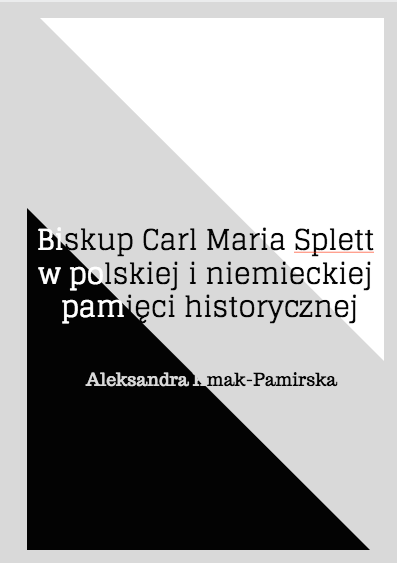 Biskup Carl Maria Splett
w polskiej i niemieckiej
pamięci historycznej
Aleksandra